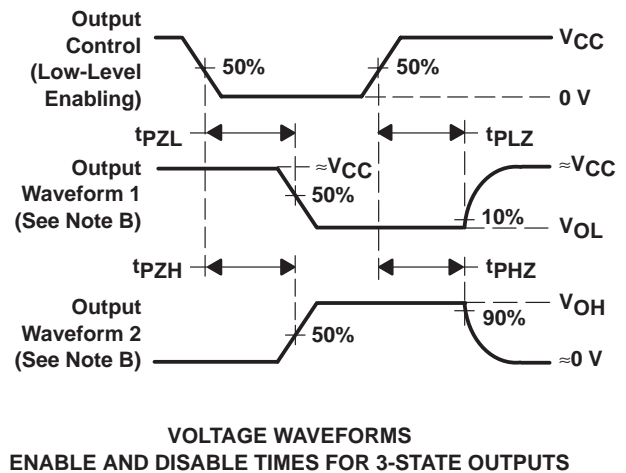 Output
Control
(Low-Level
Enabling)
50%
50%
VCC
0 V
tPZL
tPLZ
Output
Waveform 1
(See Note B)
≈VCC
50%
≈VCC
10%
VOL
tPZH
tPHZ
Output
Waveform 2
(See Note B)
50%
VOH
90%
≈0 V
VOLTAGE WAVEFORMS
ENABLE AND DISABLE TIMES FOR 3-STATE OUTPUTS